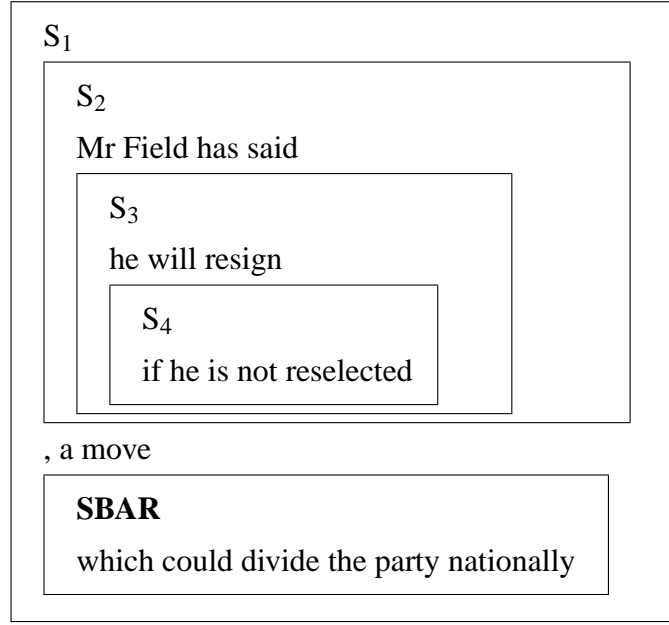 S₁
S₂
Mr Field has said
S₃
he will resign
S₄
if he is not reselected
, a move
SBAR
which could divide the party nationally